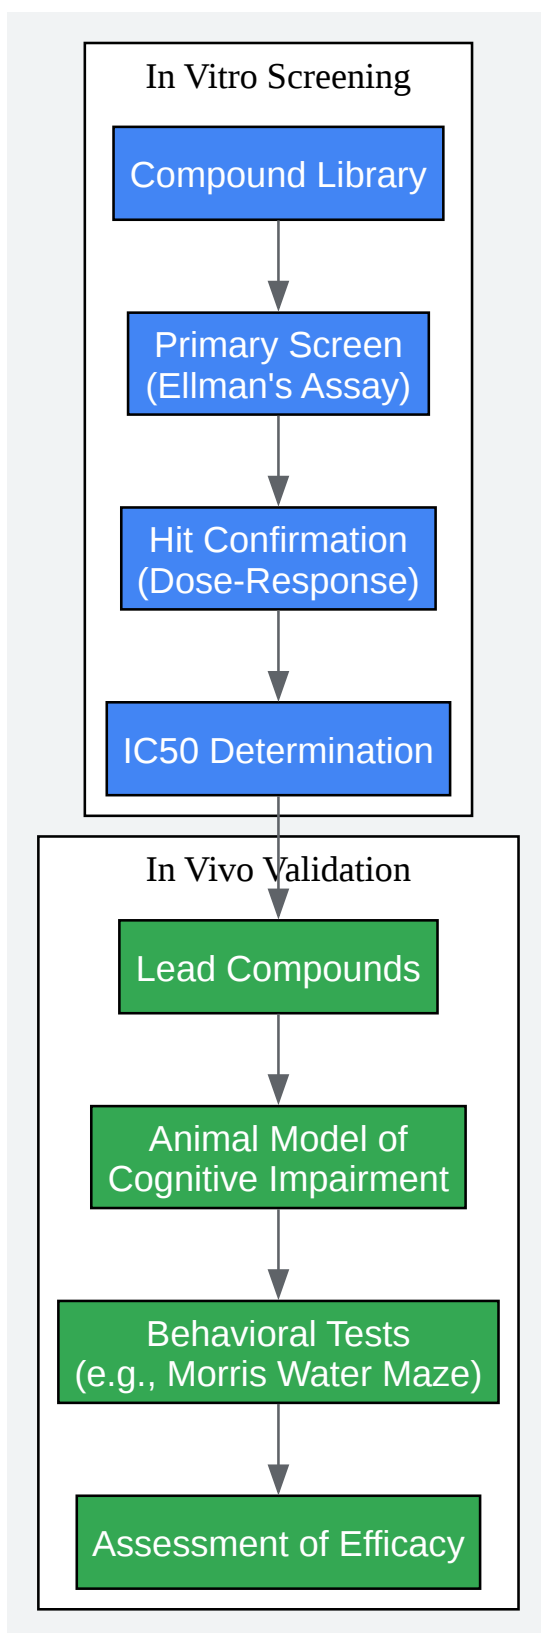 In Vitro Screening
Compound Library
Primary Screen
(Ellman's Assay)
Hit Confirmation
(Dose-Response)
IC50 Determination
In Vivo Validation
Lead Compounds
Animal Model of
Cognitive Impairment
Behavioral Tests
(e.g., Morris Water Maze)
Assessment of Efficacy